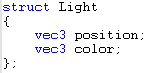 struct Light
{
    vec3 position;
    vec3 color;
};